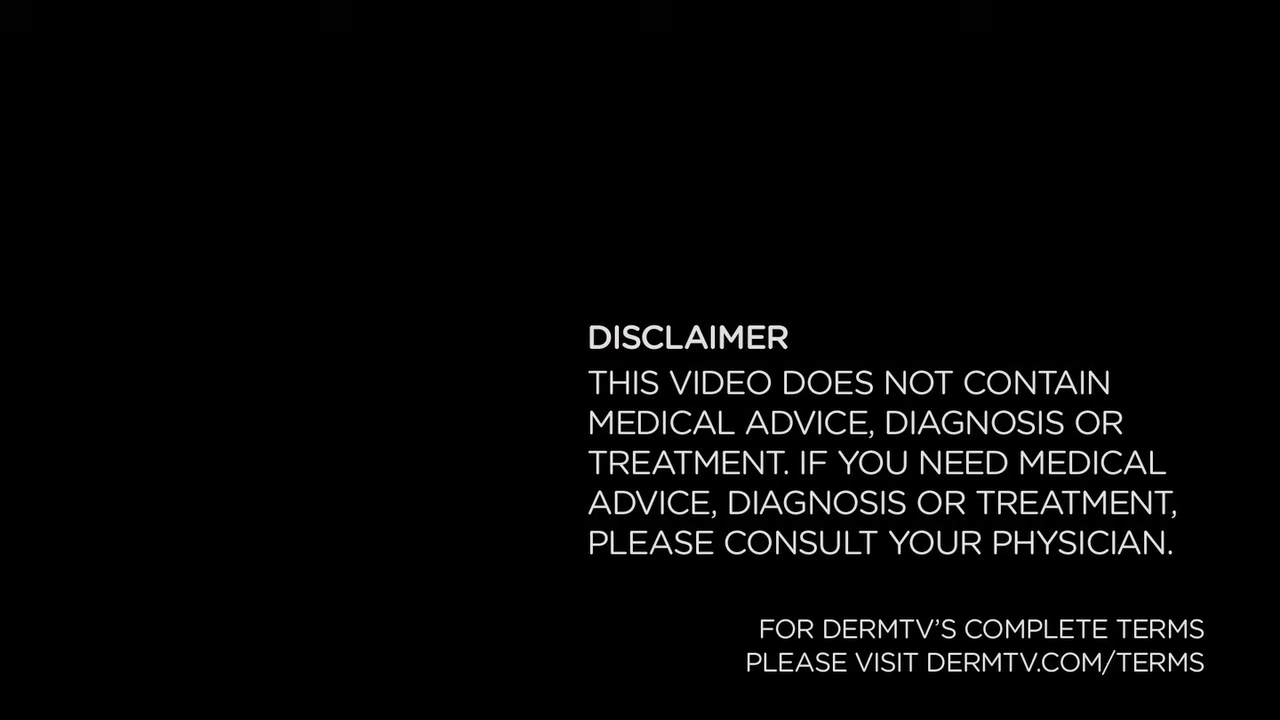 DISCLAIMER
THIS VIDEO DOES NOT CONTAIN
MEDICAL ADVICE, DIAGNOSIS OR
TREATMENT. IF YOU NEED MEDICAL
ADVICE, DIAGNOSIS OR TREATMENT,
PLEASE CONSULT YOUR PHYSICIAN.
FOR DERMTV’S COMPLETE TERMS
PLEASE VISIT DERMTV.COM/TERMS